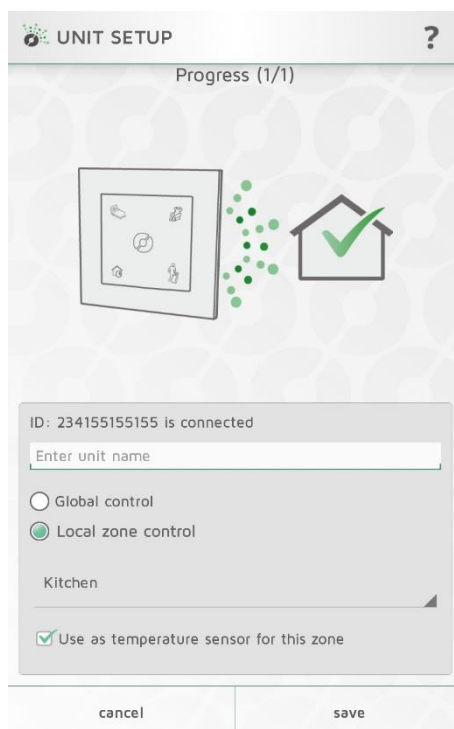 UNIT SETUP
?
Progress (1/1)
ID: 234155155155 is connected
Enter unit name
Global control
Local zone control
Kitchen
Use as temperature sensor for this zone
cancel
save